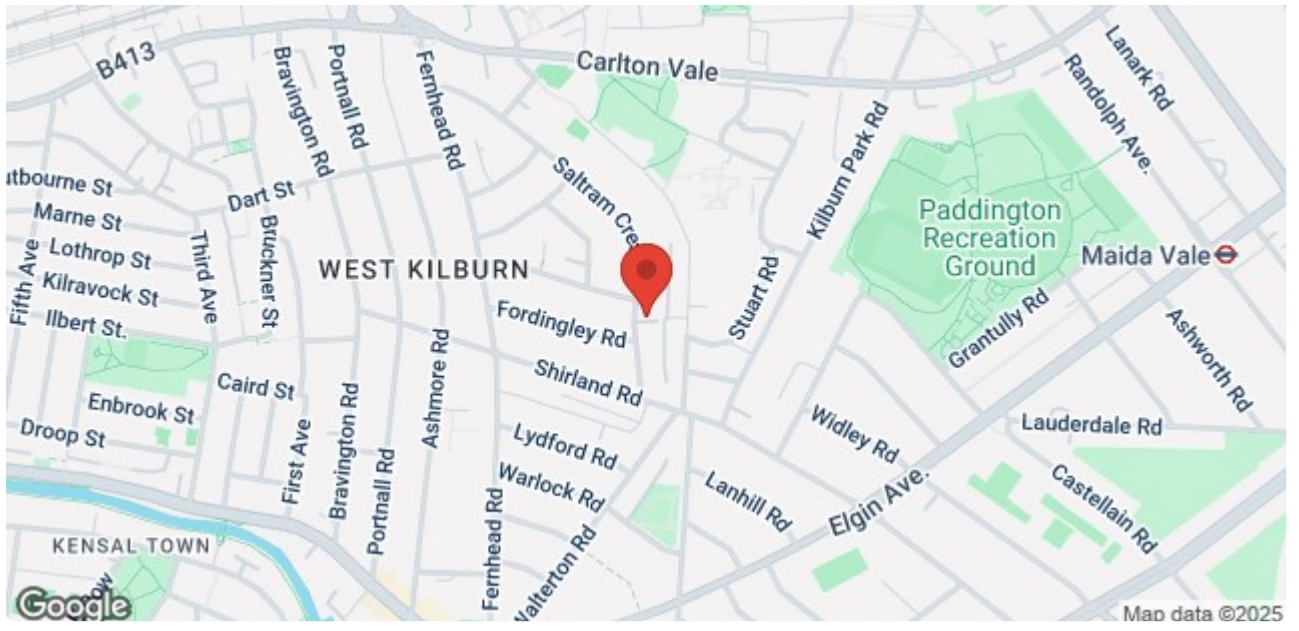 B413
Bravington Rd
Portnall Rd
Fernhead Rd
Carlton Vale
Lanark Rd
Randolph Ave.
Kilburn Park Rd
Saltram Cres
Dart St
Marne St
Lothrop St
Kilravock St
Ilbert St.
Fifth Ave
Third Ave
Bruckner St
WEST KILBURN
Paddington
Recreation
Ground
Maida Vale
Fordingley Rd
Stuart Rd
Grantully Rd
Ashworth Rd
Shirland Rd
Ashmore Rd
Caird St
Enbrook St
Droop St
First Ave
Bravington Rd
Portnall Rd
Lydford Rd
Warlock Rd
Fernhead Rd
Walterton Rd
Lanhill Rd
Widley Rd
Elgin Ave.
Lauderdale Rd
Castellain Rd
KENSAL TOWN
Google
Map data ©2025